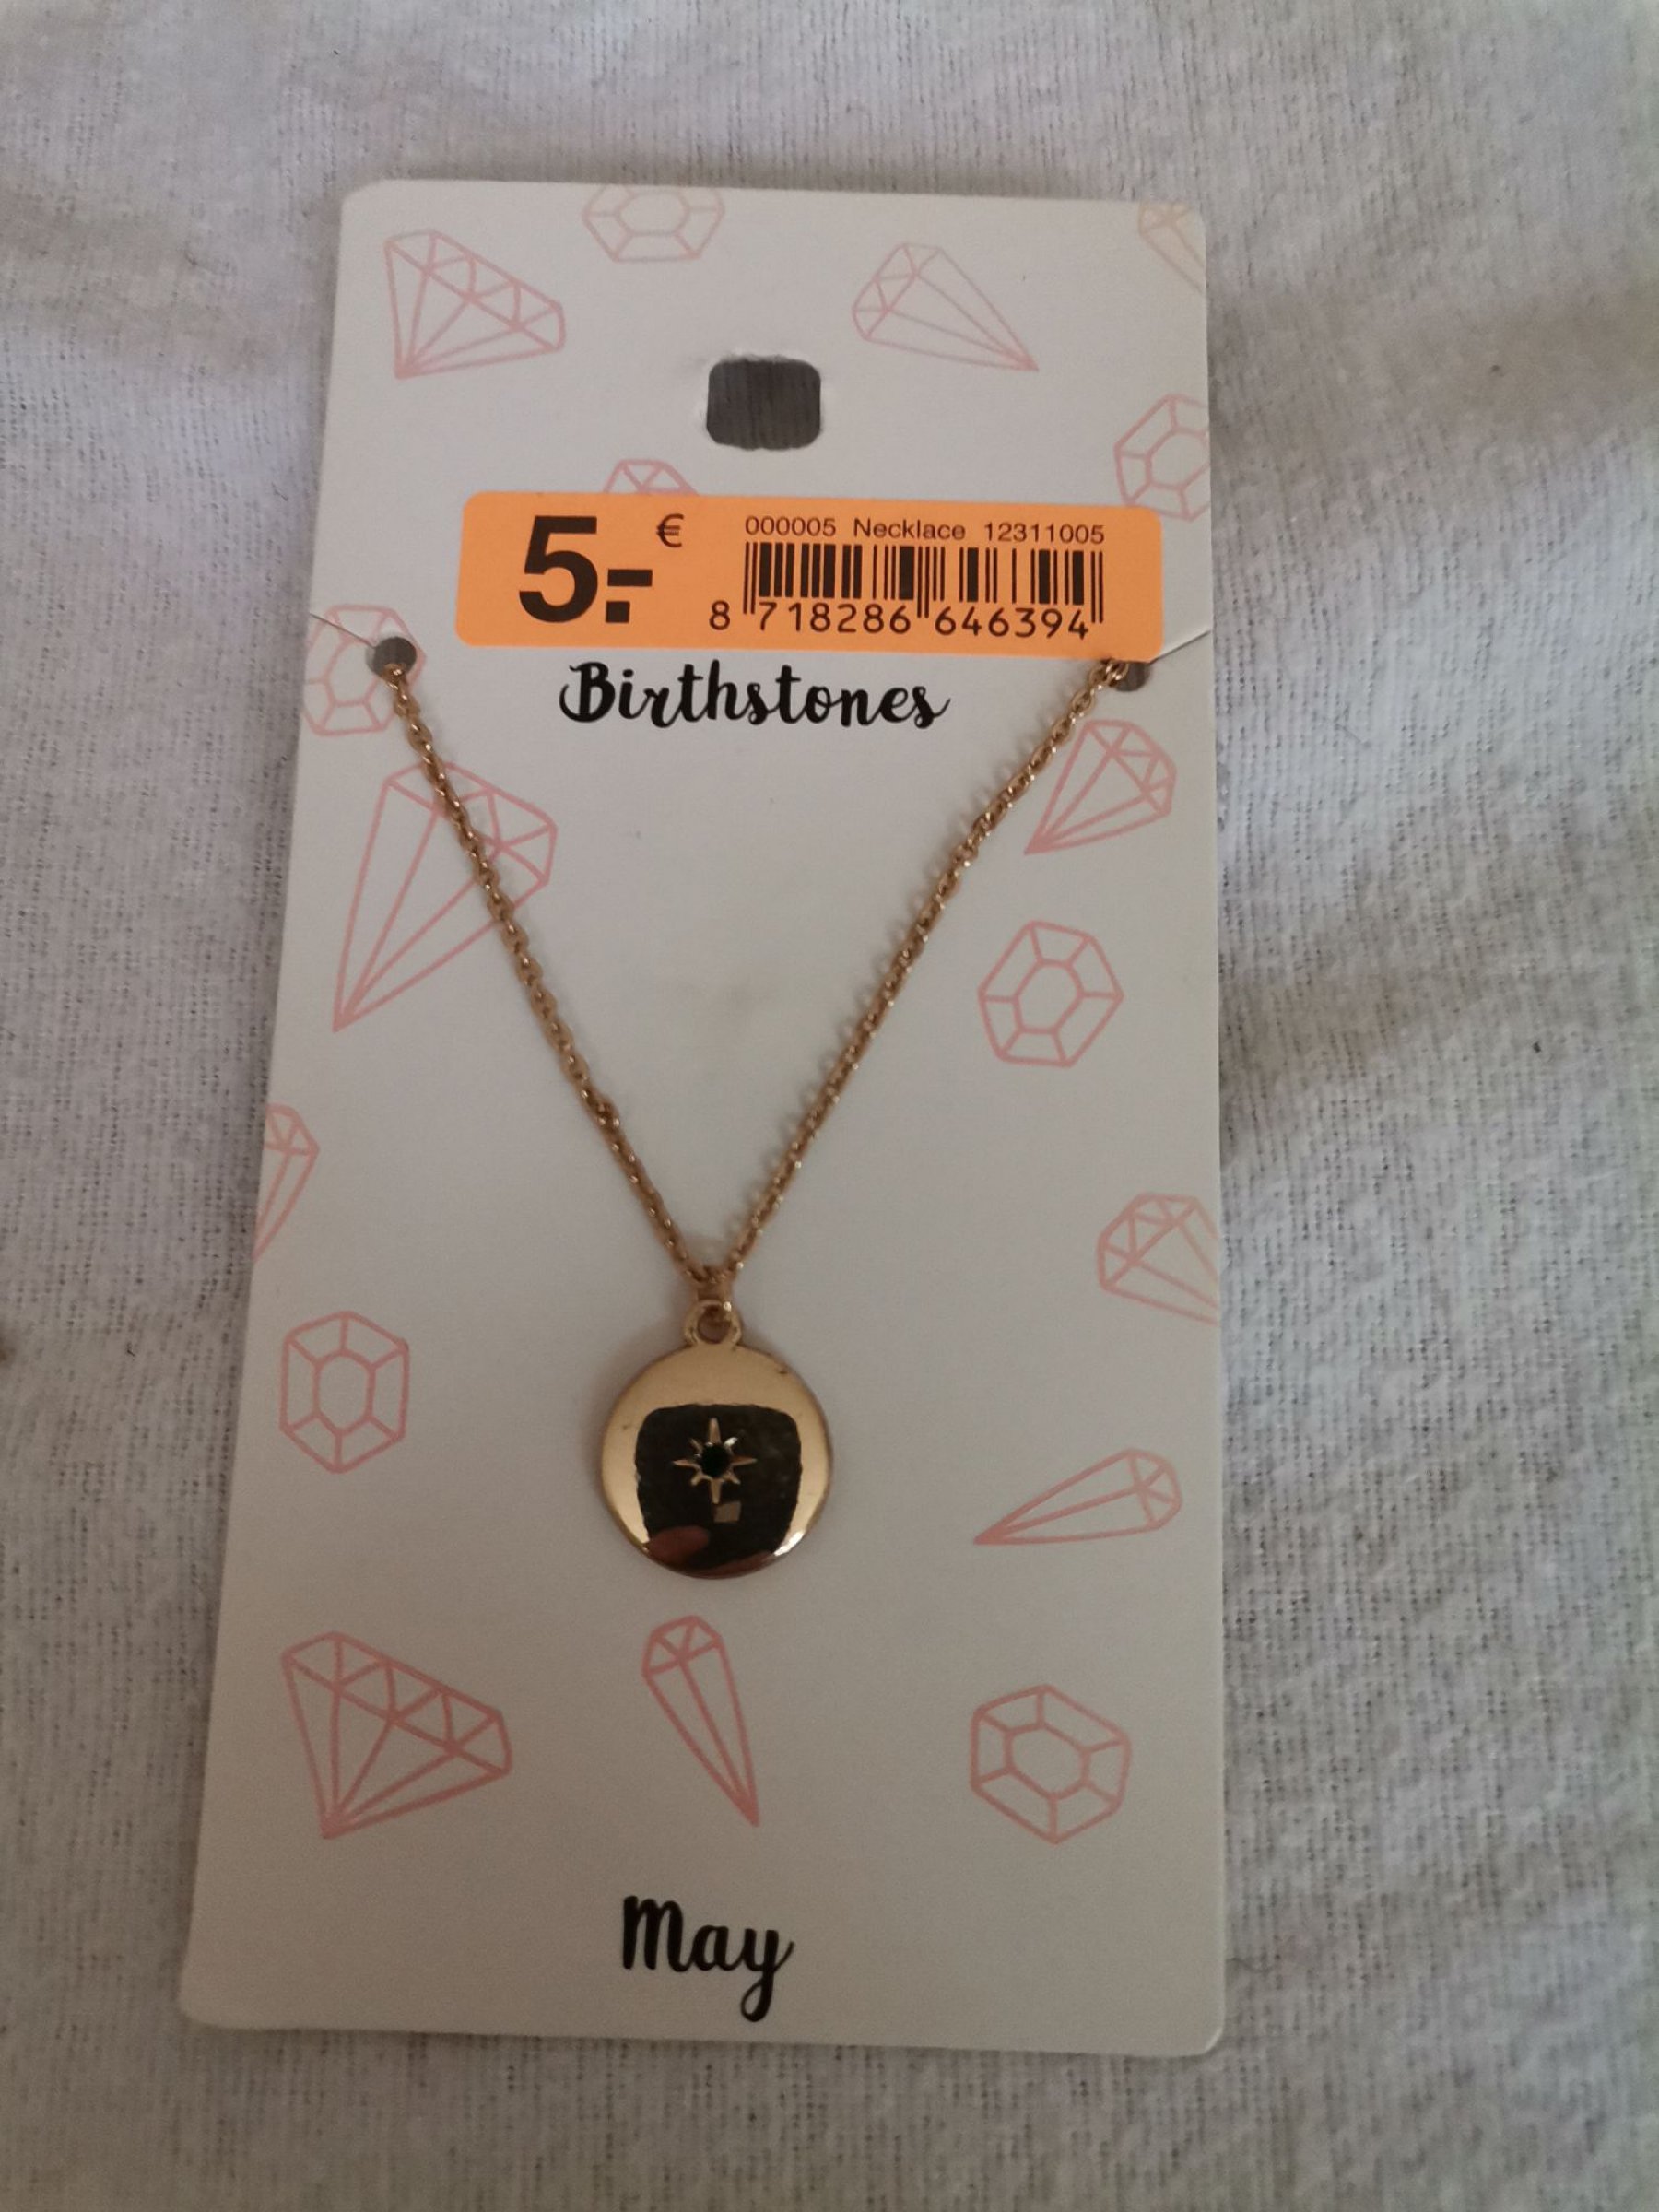 5.- €
000005 Necklace 12311005
8 718286 646394
Birthstones
May